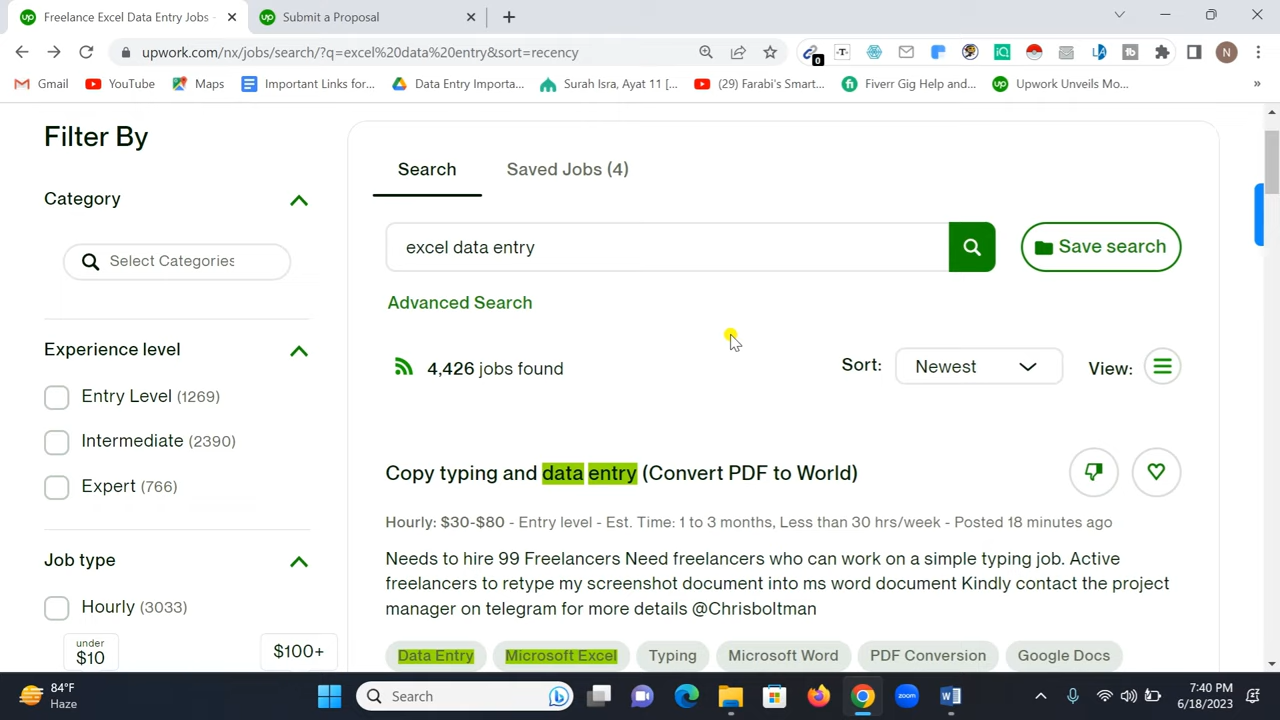 Freelance Excel Data Entry Jobs -
Submit a Proposal
upwork.com/nx/jobs/search/?q=excel%20data%20entry&sort=recency
Gmail
YouTube
Maps
Impotent Links for...
Data Entry Importa...
Surah Isra, Ayat 11 [...
(29) Farabi's Smart...
Fiverr Gig Help and...
Upwork Unveils Mo...
Filter By
Category
Select Categories
Experience level
Entry Level (1269)
Intermediate (2390)
Expert (766)
Job type
Hourly (3033)
under
$10
$100+
Search
Saved Jobs (4)
excel data entry
Save search
Advanced Search
4,426 jobs found
Sort:
Newest
View:
Copy typing and data entry (Convert PDF to World)
Hourly: $30-$80 - Entry level - Est. Time: 1 to 3 months, Less than 30 hrs/week - Posted 18 minutes ago
Needs to hire 99 Freelancers Need freelancers who can work on a simple typing job. Active
freelancers to retype my screenshot document into ms word document Kindly contact the project
manager on telegram for more details @Chrisboltman
Data Entry
Microsoft Excel
Typing
Microsoft Word
PDF Conversion
Google Docs
84°F
Haze
Search
zoom
7:40 PM
6/18/2023